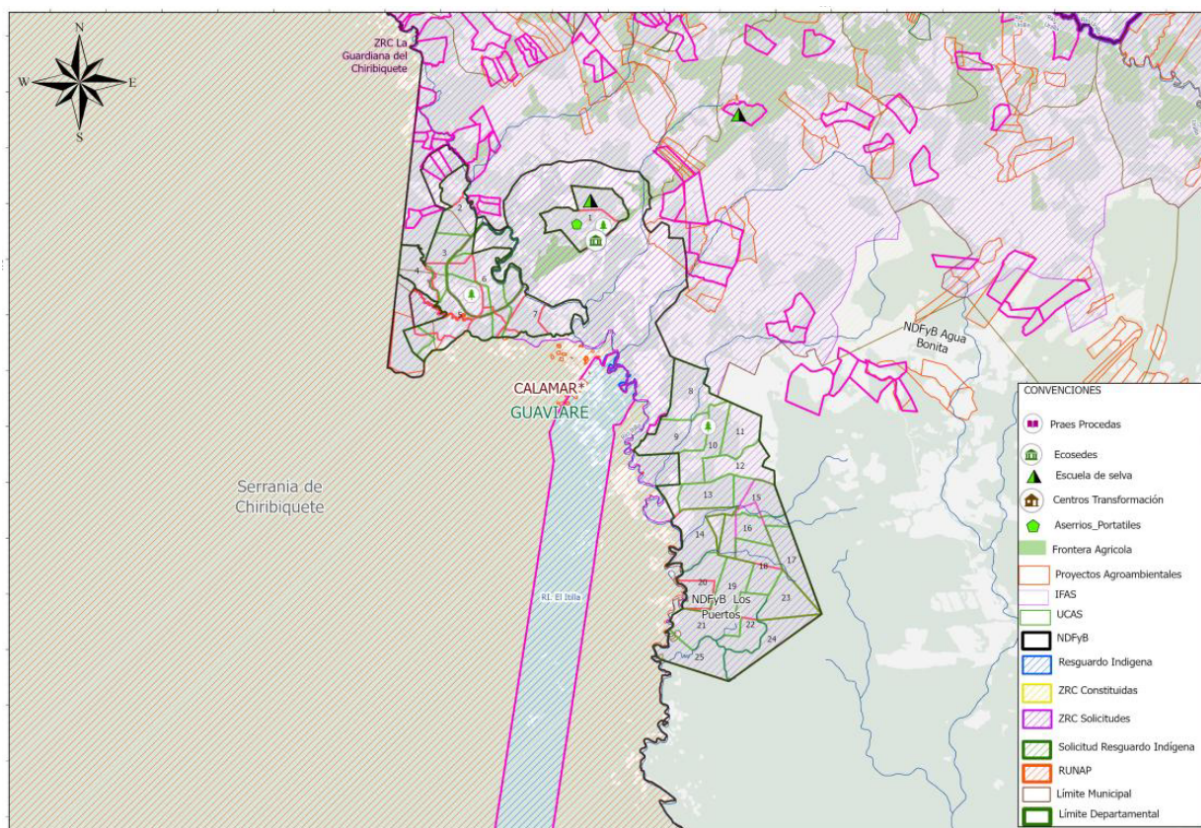 N
W
E
S
ZRC La
Guardiana del
Chiribiquete
1
2
3
4
5
6
7
CALAMAR*
GUAVIARE
Serrania de
Chiribiquete
RI. El Itilla
NDFyB Agua
Bonita
8
9
10
11
12
13
14
15
16
17
18
19
20
NDFyB Los
Puertos
21
22
23
24
25
CONVENCIONES
Praes Procedas
Ecosedes
Escuela de selva
Centros Transformación
Aserrios_Portatiles
Frontera Agricola
Proyectos Agroambientales
IFAS
UCAS
NDFyB
Resguardo Indigena
ZRC Constituidas
ZRC Solicitudes
Solicitud Resguardo Indígena
RUNAP
Límite Municipal
Límite Departamental